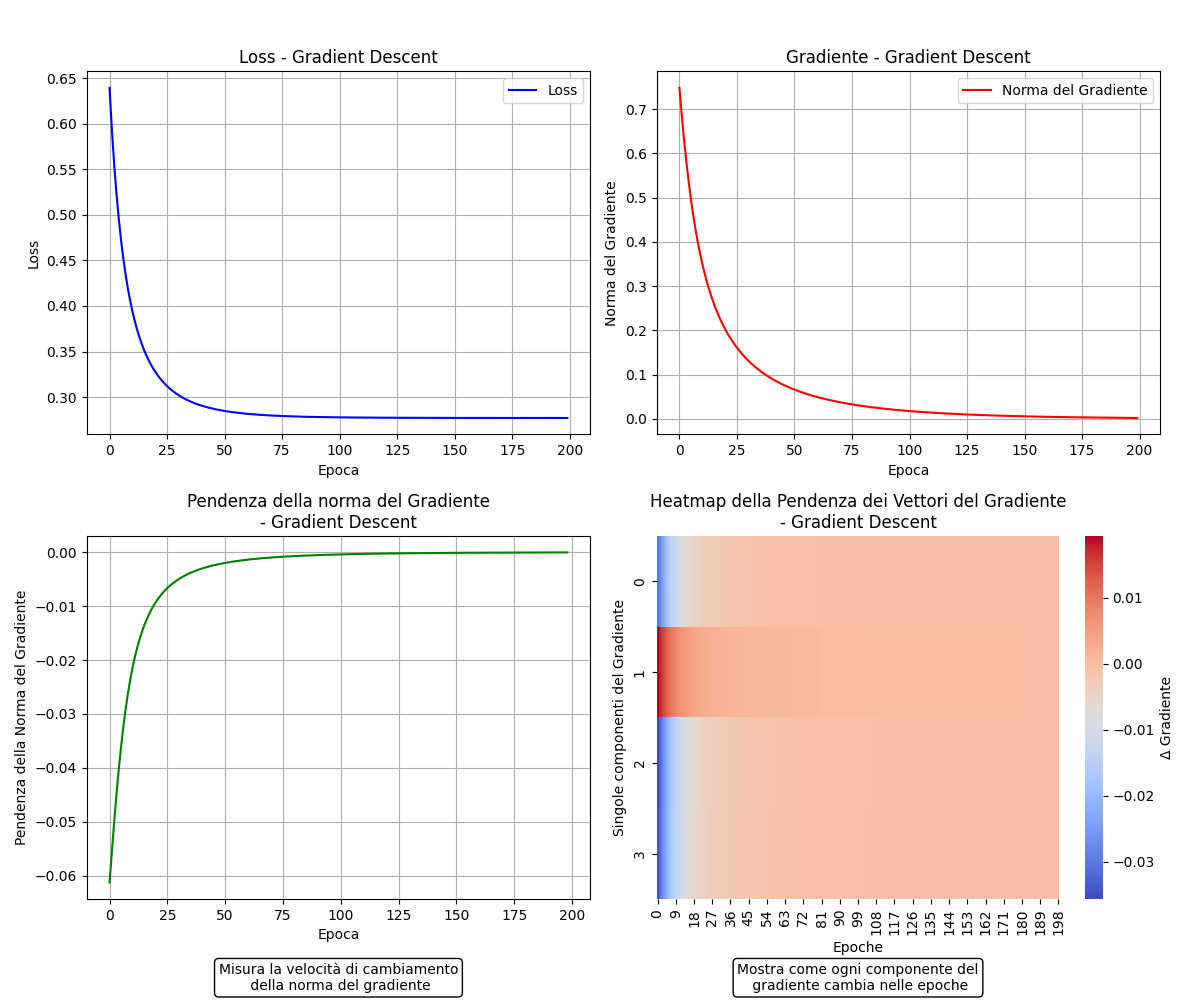 Loss - Gradient Descent
0.65
0.60
0.55
0.50
0.45
0.40
0.35
0.30
Loss
Loss
0 25 50 75 100 125 150 175 200
Epoca
Gradiente - Gradient Descent
0.7
0.6
0.5
0.4
0.3
0.2
0.1
0.0
Norma del Gradiente
Norma del Gradiente
0 25 50 75 100 125 150 175 200
Epoca
Pendenza della norma del Gradiente
- Gradient Descent
0.00
−0.01
−0.02
−0.03
−0.04
−0.05
−0.06
Pendenza della Norma del Gradiente
0 25 50 75 100 125 150 175 200
Epoca
Misura la velocità di cambiamento
della norma del gradiente
Heatmap della Pendenza dei Vettori del Gradiente
- Gradient Descent
0
1
2
3
Singole componenti del Gradiente
0 9 18 27 36 45 54 63 72 81 90 99 108 117 126 135 144 153 162 171 180 189 198
Epoche
0.01
0.00
−0.01
−0.02
−0.03
Δ Gradiente
Mostra come ogni componente del
gradiente cambia nelle epoche